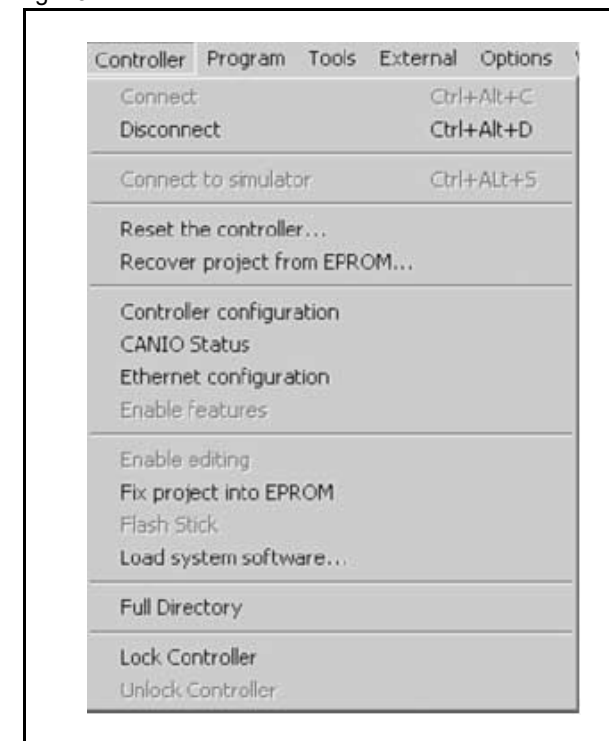 Controller Program Tools External Options
Connect Ctrl+Alt+C
Disconnect Ctrl+Alt+D
Connect to simulator Ctrl+ALt+S
Reset the controller...
Recover project from EPROM...
Controller configuration
CANIO Status
Ethernet configuration
Enable features
Enable editing
Fix project into EPROM
Flash Stick
Load system software...
Full Directory
Lock Controller
Unlock Controller